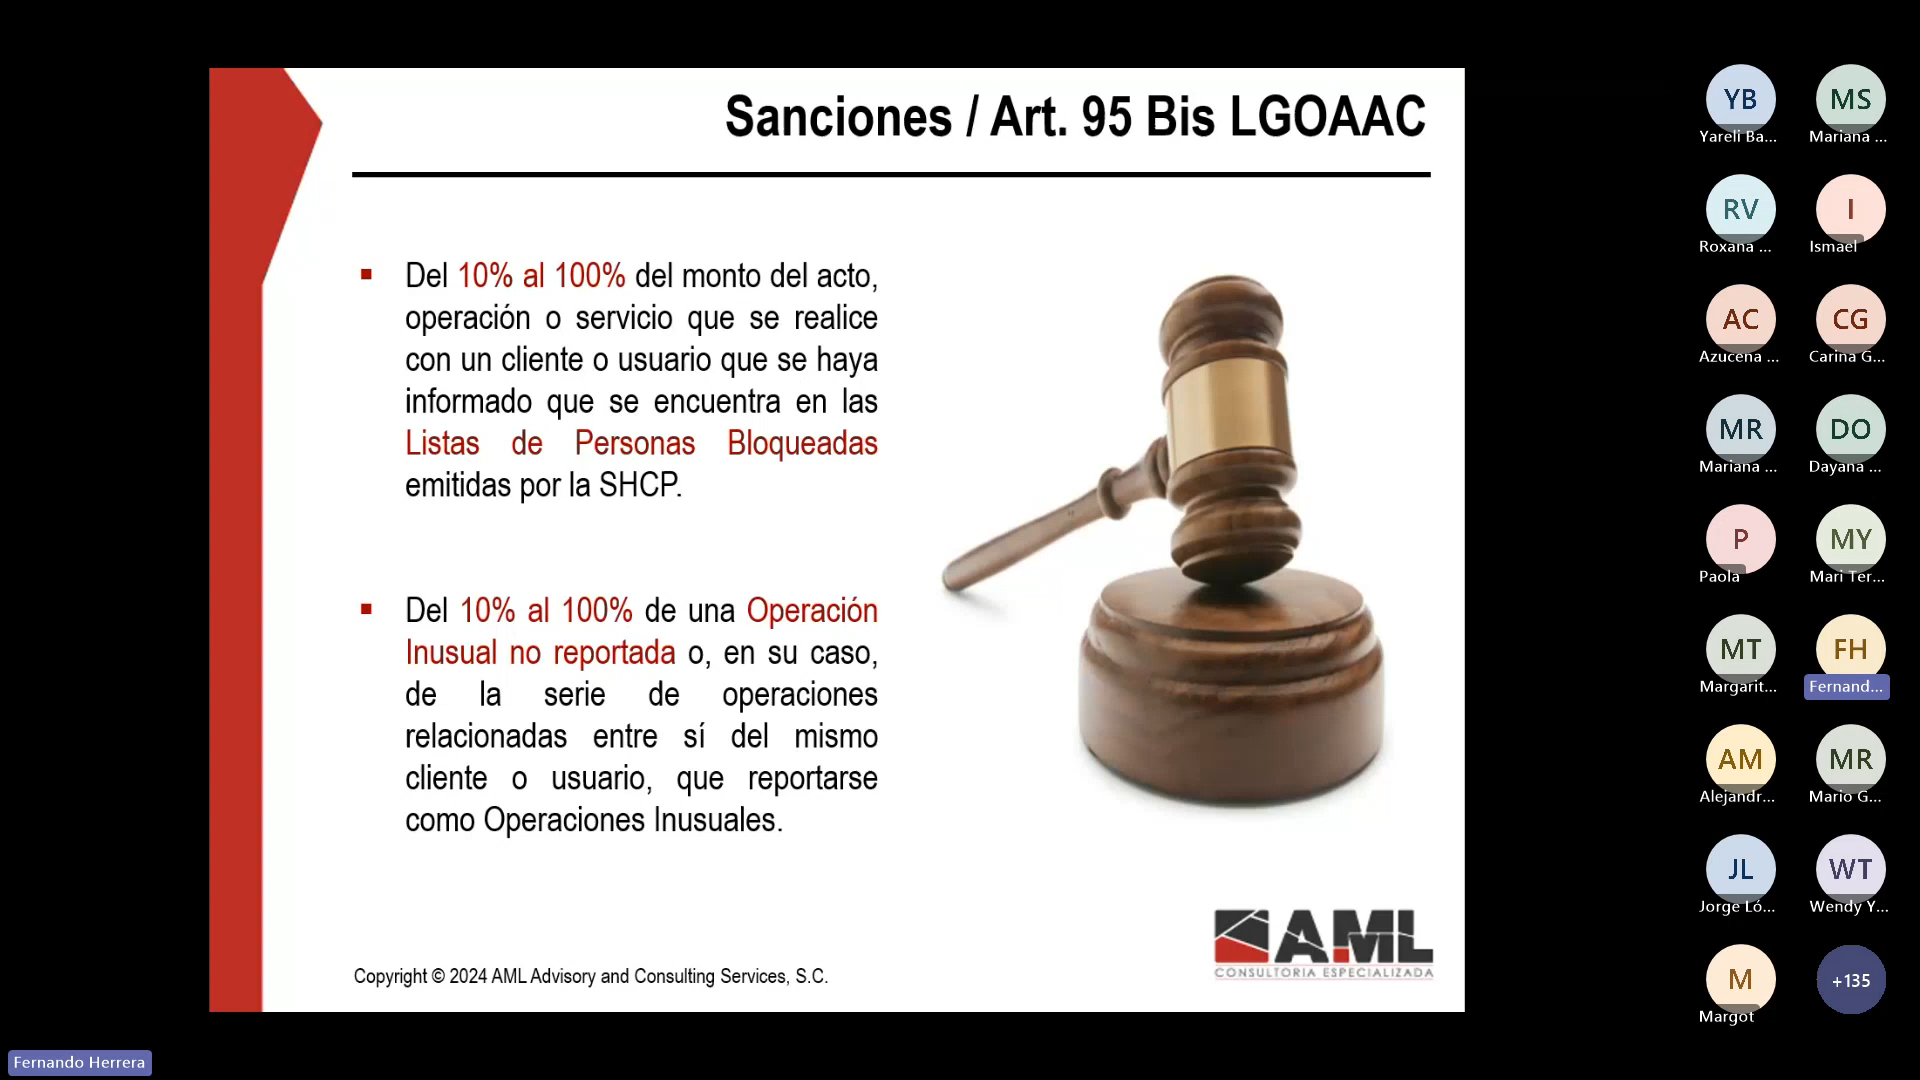 Sanciones / Art. 95 Bis LGOAAC
Del 10% al 100% del monto del acto,
operación o servicio que se realice
con un cliente o usuario que se haya
informado que se encuentra en las
Listas de Personas Bloqueadas
emitidas por la SHCP.
Del 10% al 100% de una Operación
Inusual no reportada o, en su caso,
de la serie de operaciones
relacionadas entre sí del mismo
cliente o usuario, que reportarse
como Operaciones Inusuales.
AML
CONSULTORIA ESPECIALIZADA
Copyright © 2024 AML Advisory and Consulting Services, S.C.
YB
Yareli Ba...
MS
Mariana ...
RV
Roxana ...
I
Ismael
AC
Azucena ...
CG
Carina G...
MR
Mariana ...
DO
Dayana ...
P
Paola
MY
Mari Ter...
MT
Margarit...
FH
Fernand...
AM
Alejandr...
MR
Mario G...
JL
Jorge Ló...
WT
Wendy Y...
M
Margot
+135
Fernando Herrera